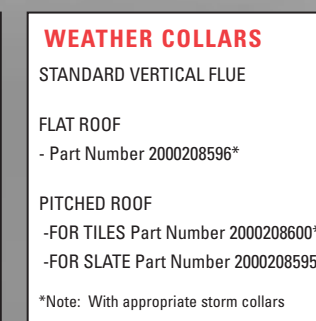 WEATHER COLLARS
STANDARD VERTICAL FLUE
FLAT ROOF
- Part Number 2000208596*
PITCHED ROOF
-FOR TILES Part Number 2000208600*
-FOR SLATE Part Number 2000208595
*Note: With appropriate storm collars